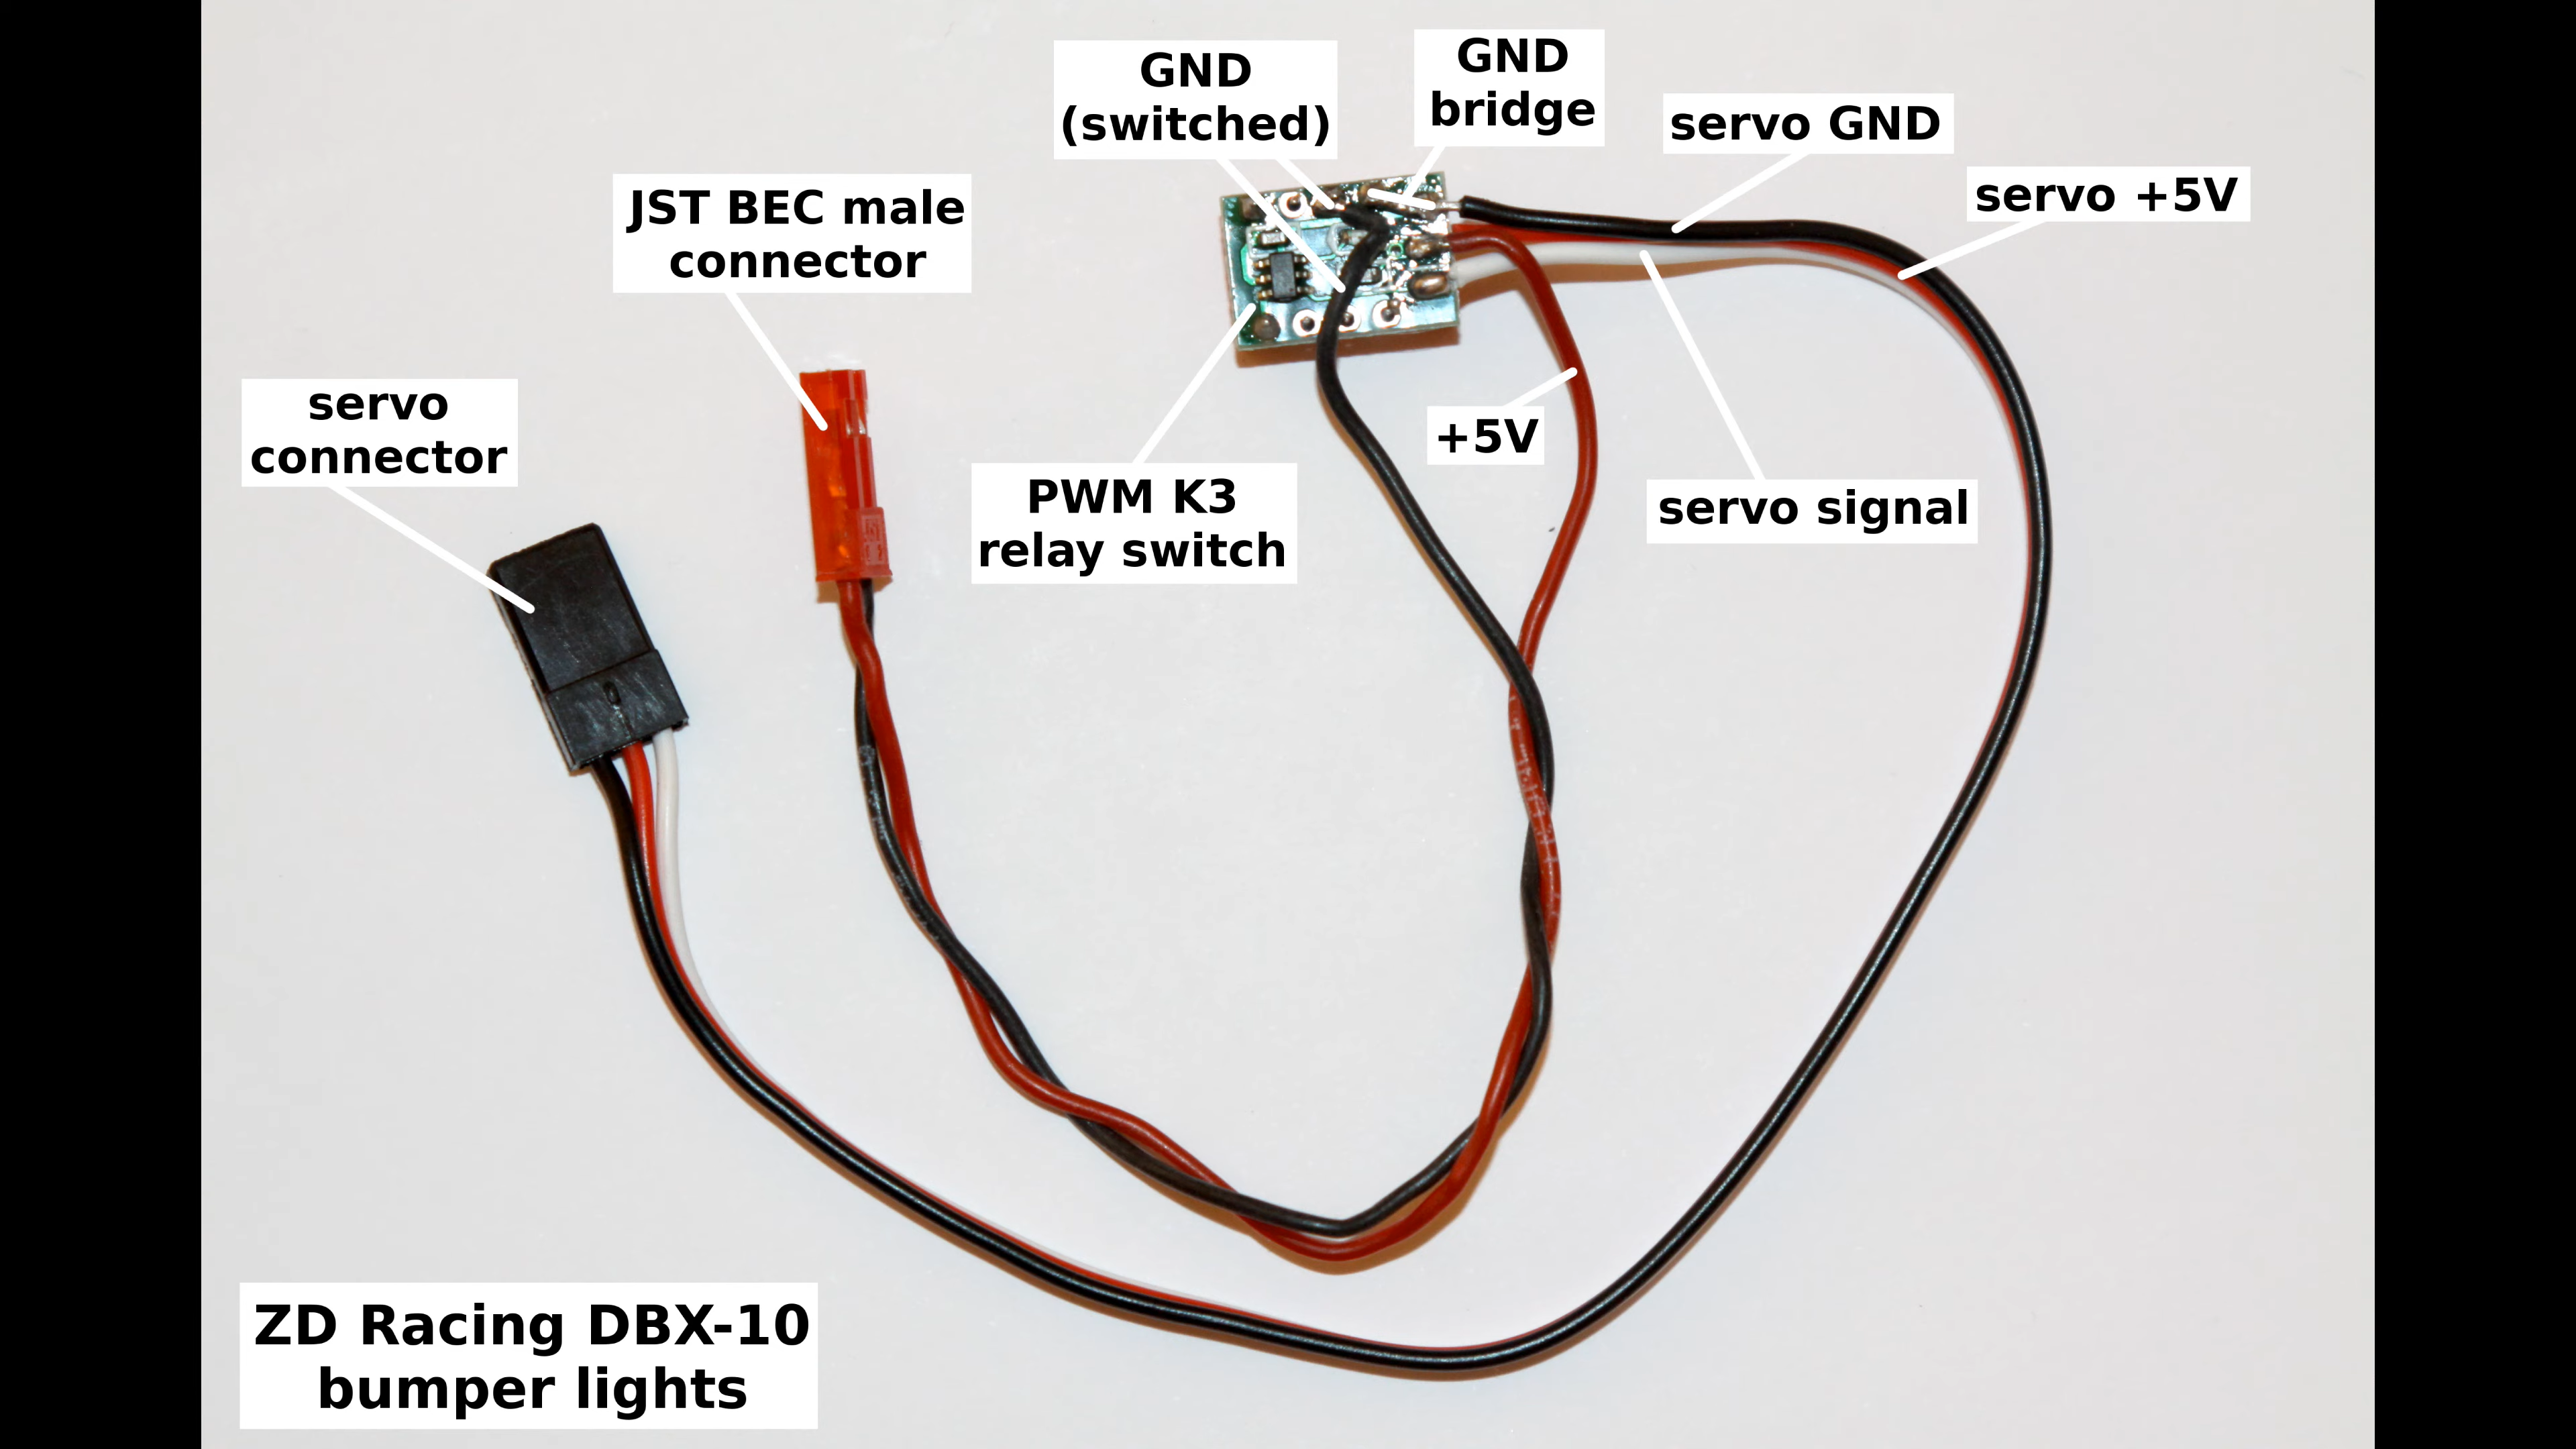 GND
(switched)
GND
bridge
servo GND
servo +5V
JST BEC male
connector
servo
connector
+5V
PWM K3
relay switch
servo signal
ZD Racing DBX-10
bumper lights